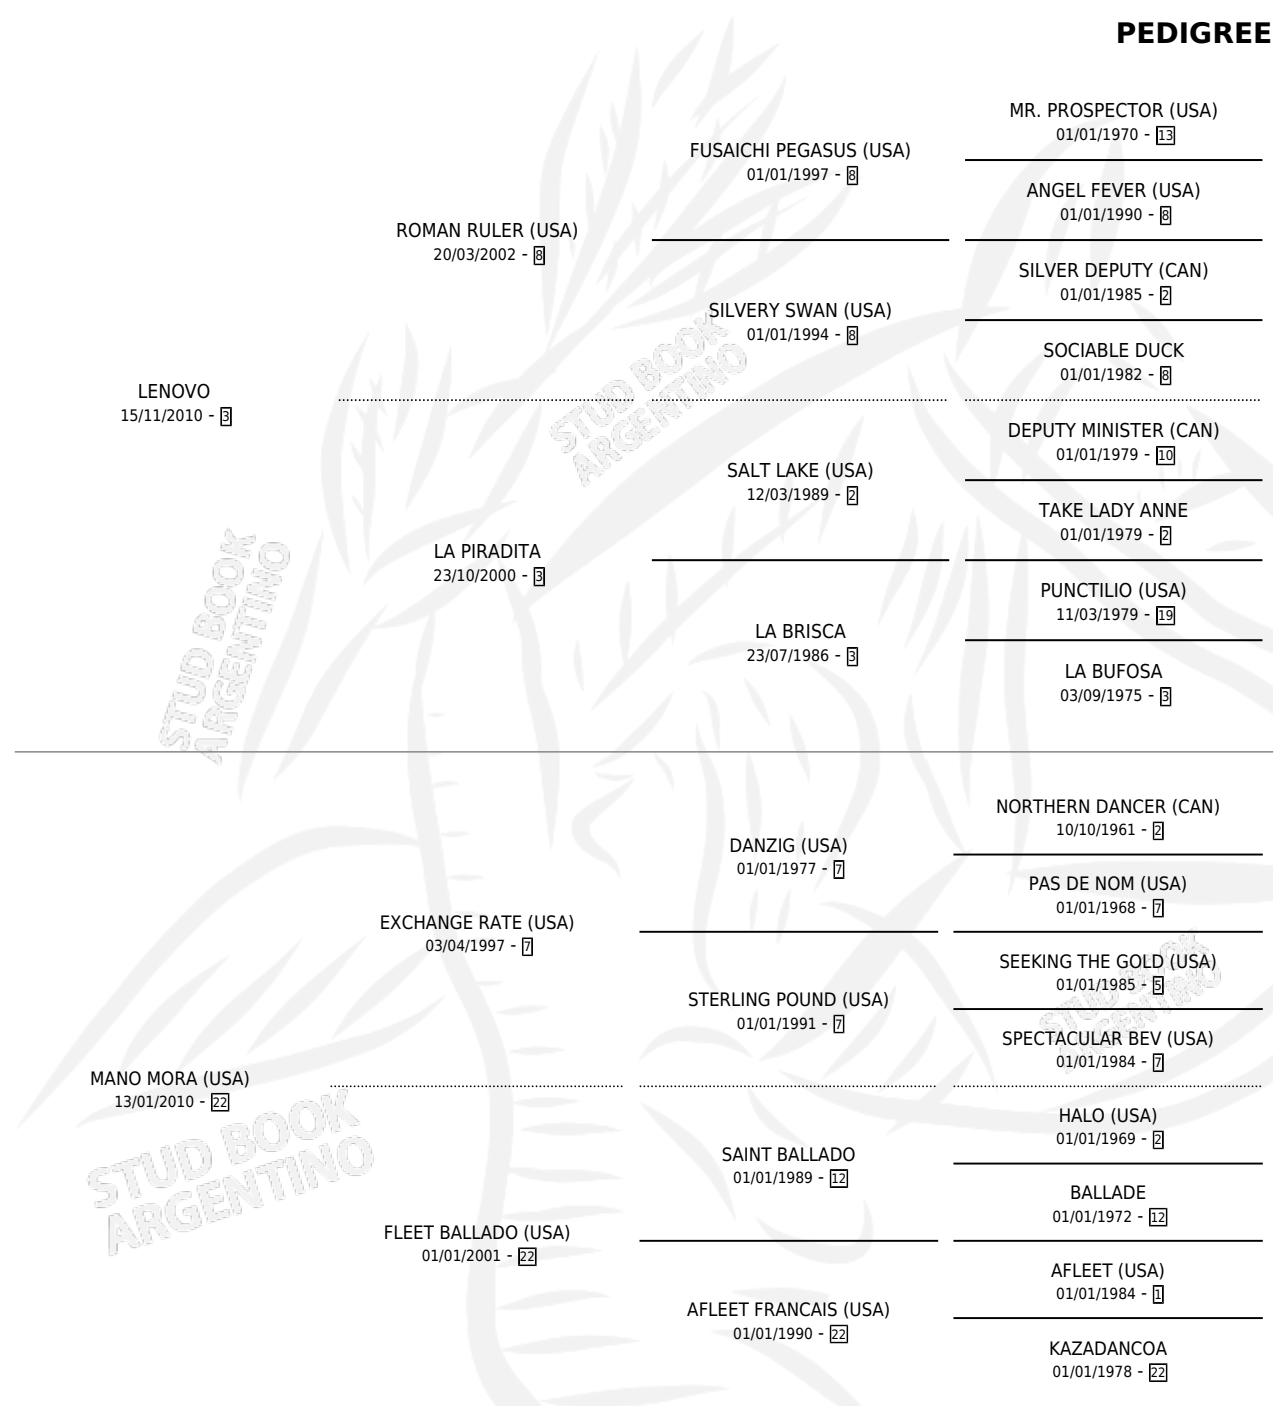 PEDIGREE
MR. PROSPECTOR (USA)
01/01/1970 - 13
FUSAICHI PEGASUS (USA)
01/01/1997 - 8
ANGEL FEVER (USA)
01/01/1990 - 8
ROMAN RULER (USA)
20/03/2002 - 8
SILVER DEPUTY (CAN)
01/01/1985 - 2
SILVERY SWAN (USA)
01/01/1994 - 8
SOCIABLE DUCK
01/01/1982 - 8
LENOVO
15/11/2010 - 3
DEPUTY MINISTER (CAN)
01/01/1979 - 10
SALT LAKE (USA)
12/03/1989 - 2
TAKE LADY ANNE
01/01/1979 - 2
LA PIRADITA
23/10/2000 - 3
PUNCTILIO (USA)
11/03/1979 - 19
LA BRISCA
23/07/1986 - 3
LA BUFOSA
03/09/1975 - 3
STUD BOOK
ARGENTINO
STUD BOOK
ARGENTINO
NORTHERN DANCER (CAN)
10/10/1961 - 2
DANZIG (USA)
01/01/1977 - 7
PAS DE NOM (USA)
01/01/1968 - 7
EXCHANGE RATE (USA)
03/04/1997 - 7
SEEKING THE GOLD (USA)
01/01/1985 - 5
STERLING POUND (USA)
01/01/1991 - 7
SPECTACULAR BEV (USA)
01/01/1984 - 7
MANO MORA (USA)
13/01/2010 - 22
HALO (USA)
01/01/1969 - 2
SAINT BALLADO
01/01/1989 - 12
BALLADE
01/01/1972 - 12
FLEET BALLADO (USA)
01/01/2001 - 22
AFLEET (USA)
01/01/1984 - 1
AFLEET FRANCAIS (USA)
01/01/1990 - 22
KAZADANCOA
01/01/1978 - 22
STUD BOOK
ARGENTINO
STUD BOOK
ARGENTINO